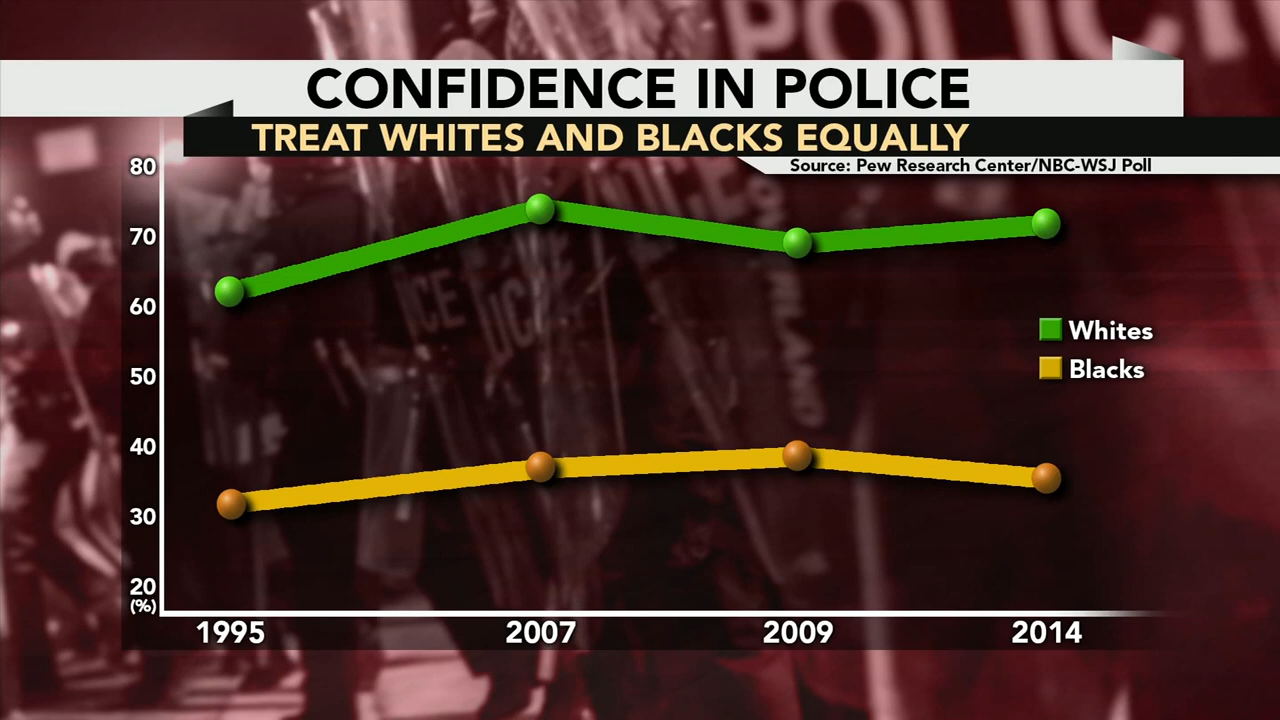 CONFIDENCE IN POLICE
TREAT WHITES AND BLACKS EQUALLY
Source: Pew Research Center/NBC-WSJ Poll
80
70
60
50
40
30
20
(%)
Whites
Blacks
1995
2007
2009
2014